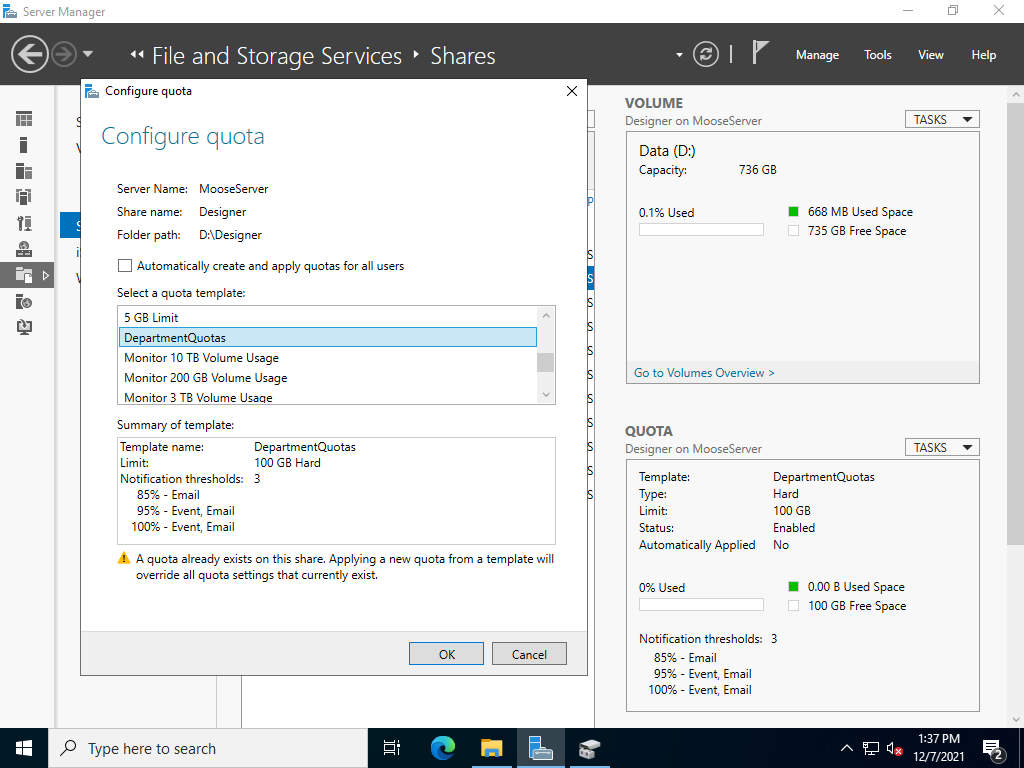 Server Manager
File and Storage Services
Shares
Manage
Tools
View
Help
Configure quota
Configure quota
Server Name: MooseServer
Share name: Designer
Folder path: D:\Designer
Automatically create and apply quotas for all users
Select a quota template:
5 GB Limit
DepartmentQuotas
Monitor 10 TB Volume Usage
Monitor 200 GB Volume Usage
Monitor 3 TB Volume Usage
Summary of template:
Template name: DepartmentQuotas
Limit: 100 GB Hard
Notification thresholds: 3
85% - Email
95% - Event, Email
100% - Event, Email
A quota already exists on this share. Applying a new quota from a template will
override all quota settings that currently exist.
OK
Cancel
VOLUME
Designer on MooseServer
TASKS
Data (D:)
Capacity: 736 GB
0.1% Used
668 MB Used Space
735 GB Free Space
Go to Volumes Overview >
QUOTA
Designer on MooseServer
TASKS
Template: DepartmentQuotas
Type: Hard
Limit: 100 GB
Status: Enabled
Automatically Applied No
0% Used
0.00 B Used Space
100 GB Free Space
Notification thresholds: 3
85% - Email
95% - Event, Email
100% - Event, Email
Type here to search
1:37 PM
12/7/2021
2